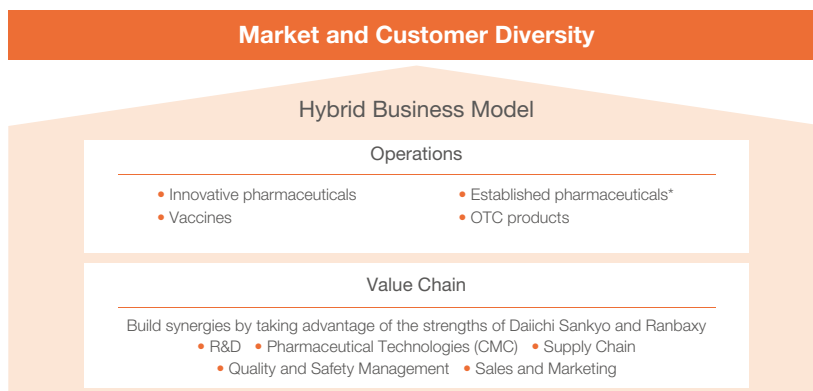 Market and Customer Diversity
Hybrid Business Model
Operations
• Innovative pharmaceuticals
• Established pharmaceuticals*
• Vaccines
• OTC products
Value Chain
Build synergies by taking advantage of the strengths of Daiichi Sankyo and Ranbaxy
• R&D • Pharmaceutical Technologies (CMC) • Supply Chain
• Quality and Safety Management • Sales and Marketing